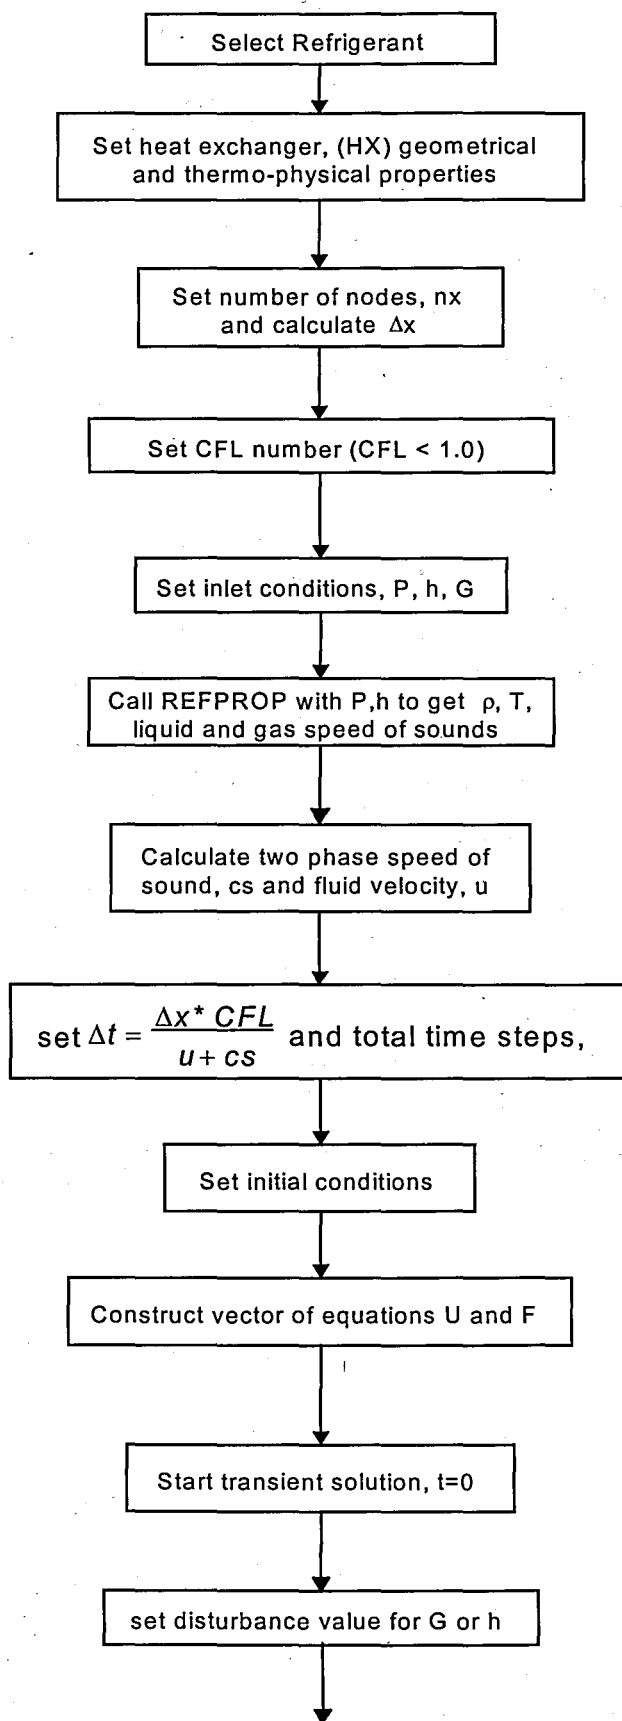 Select Refrigerant
Set heat exchanger, (HX) geometrical
and thermo-physical properties
Set number of nodes, nx
and calculate Δx
Set CFL number (CFL < 1.0)
Set inlet conditions, P, h, G
Call REFPROP with P,h to get ρ, T,
liquid and gas speed of sounds
Calculate two phase speed of
sound, cs and fluid velocity, u
set Δt = Δx* CFL / u + cs and total time steps,
Set initial conditions
Construct vector of equations U and F
Start transient solution, t=0
set disturbance value for G or h